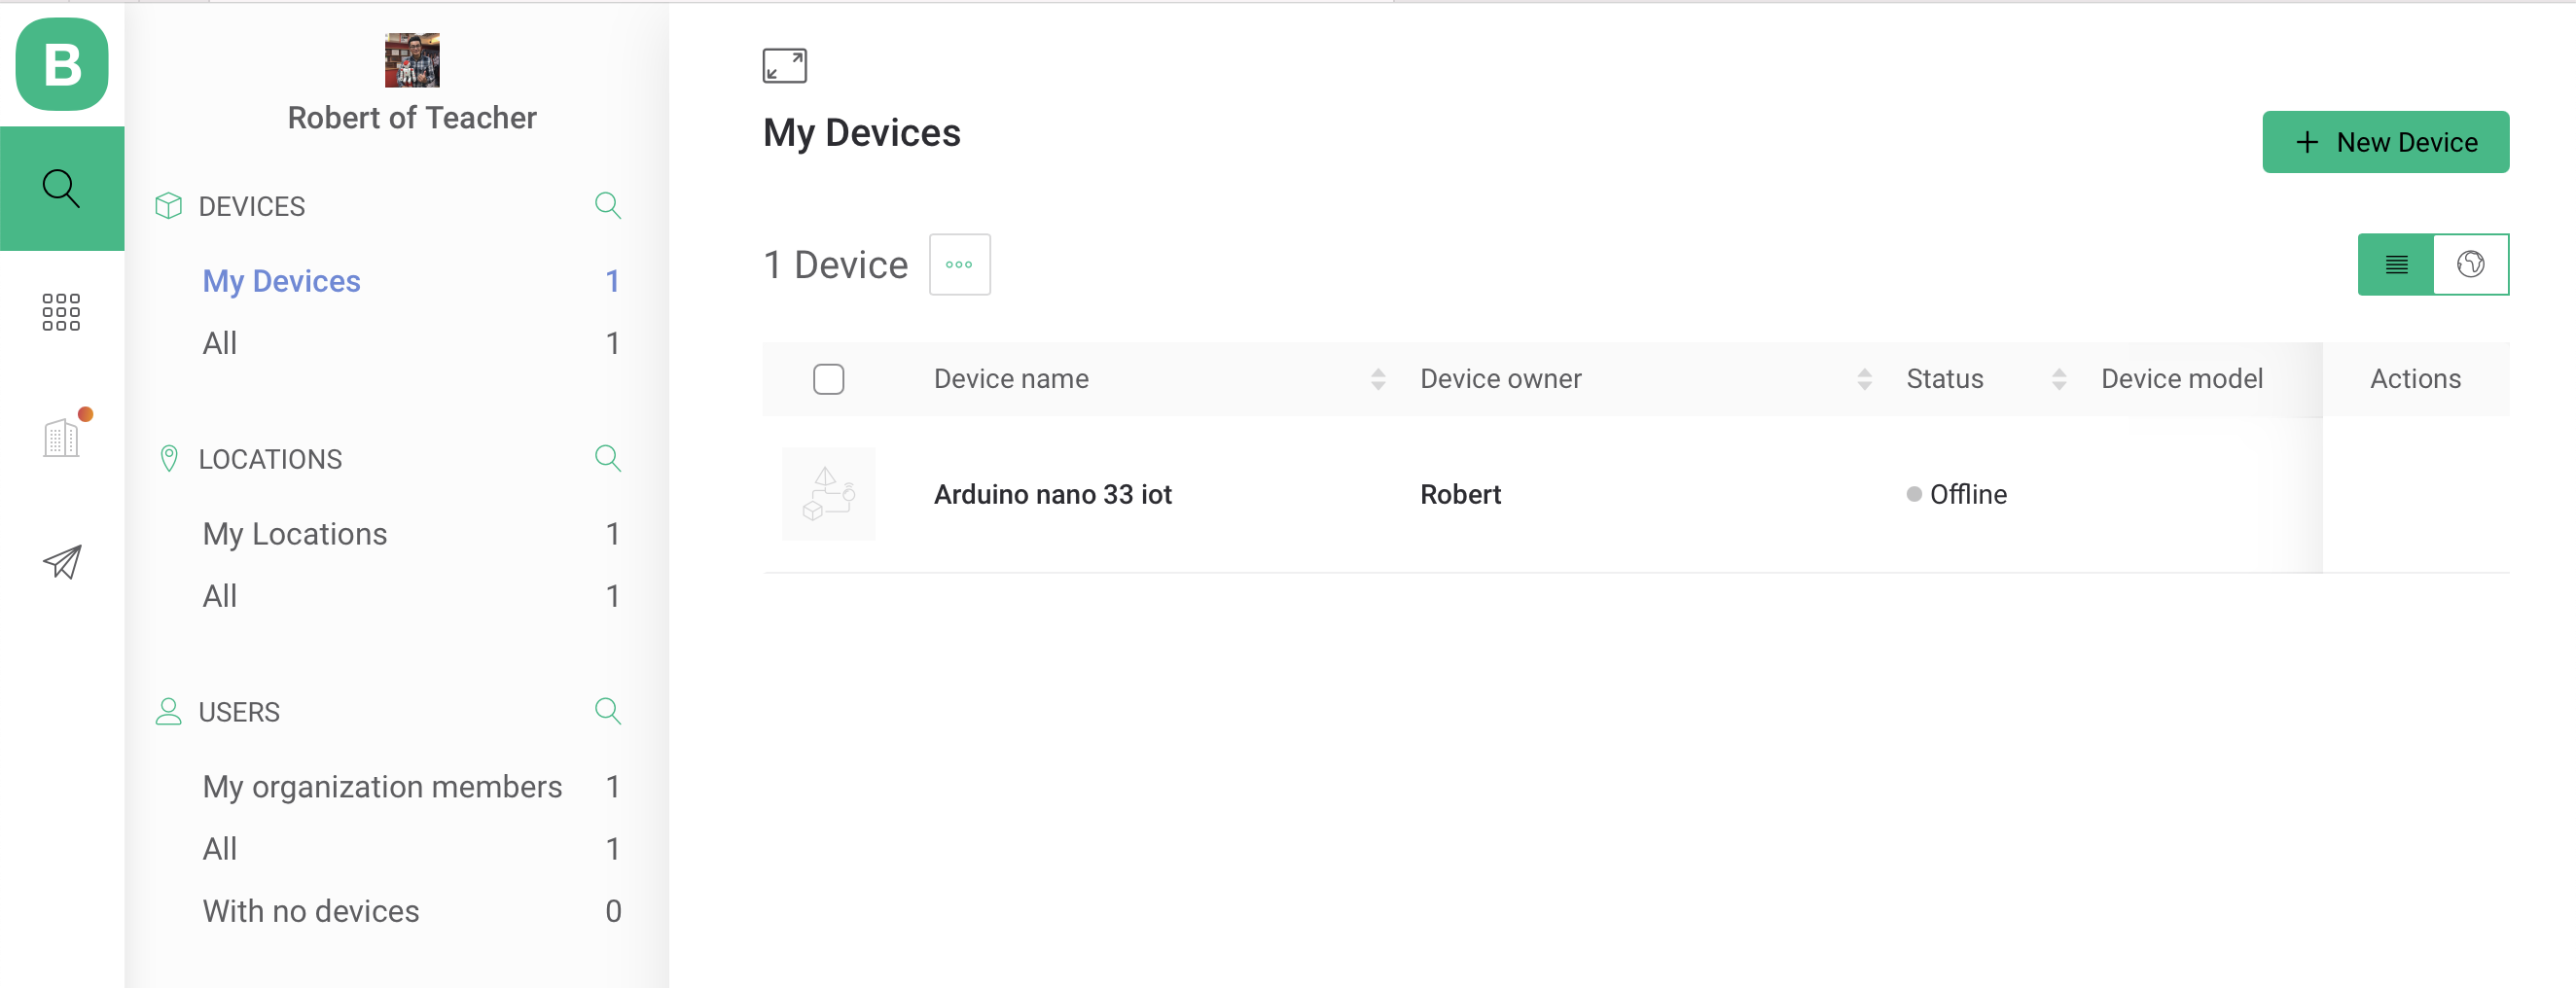 B
Robert of Teacher
DEVICES
My Devices 1
All 1
LOCATIONS
My Locations 1
All 1
USERS
My organization members 1
All 1
With no devices 0
My Devices
+ New Device
1 Device
Device name Device owner Status Device model Actions
Arduino nano 33 iot Robert Offline